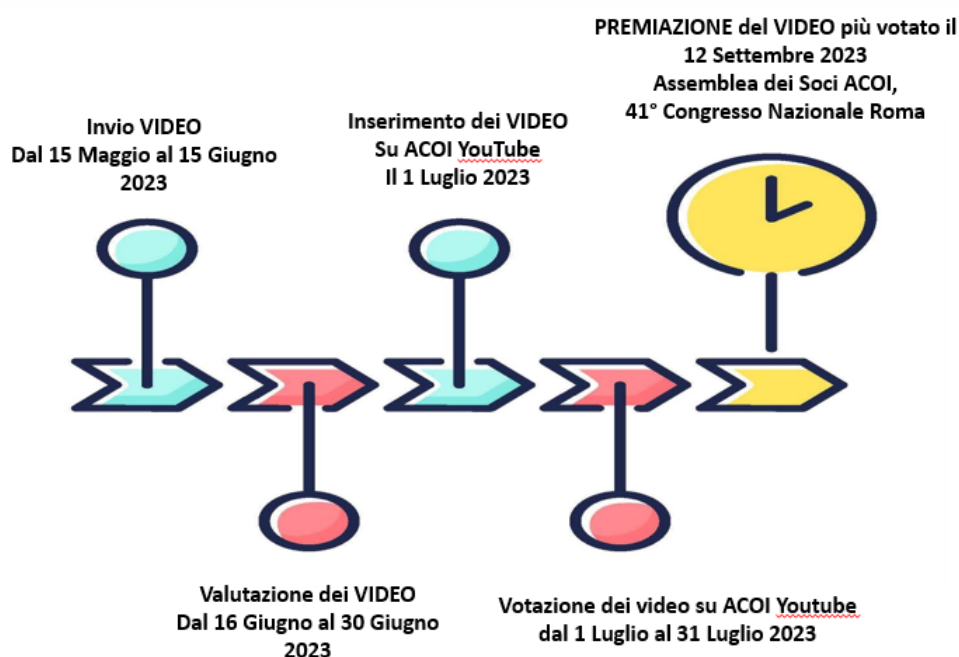 Invio VIDEO
Dal 15 Maggio al 15 Giugno
2023
Valutazione dei VIDEO
Dal 16 Giugno al 30 Giugno
2023
Inserimento dei VIDEO
Su ACOI YouTube
Il 1 Luglio 2023
Votazione dei video su ACOI Youtube
dal 1 Luglio al 31 Luglio 2023
PREMIAZIONE del VIDEO più votato il
12 Settembre 2023
Assemblea dei Soci ACOI,
41° Congresso Nazionale Roma